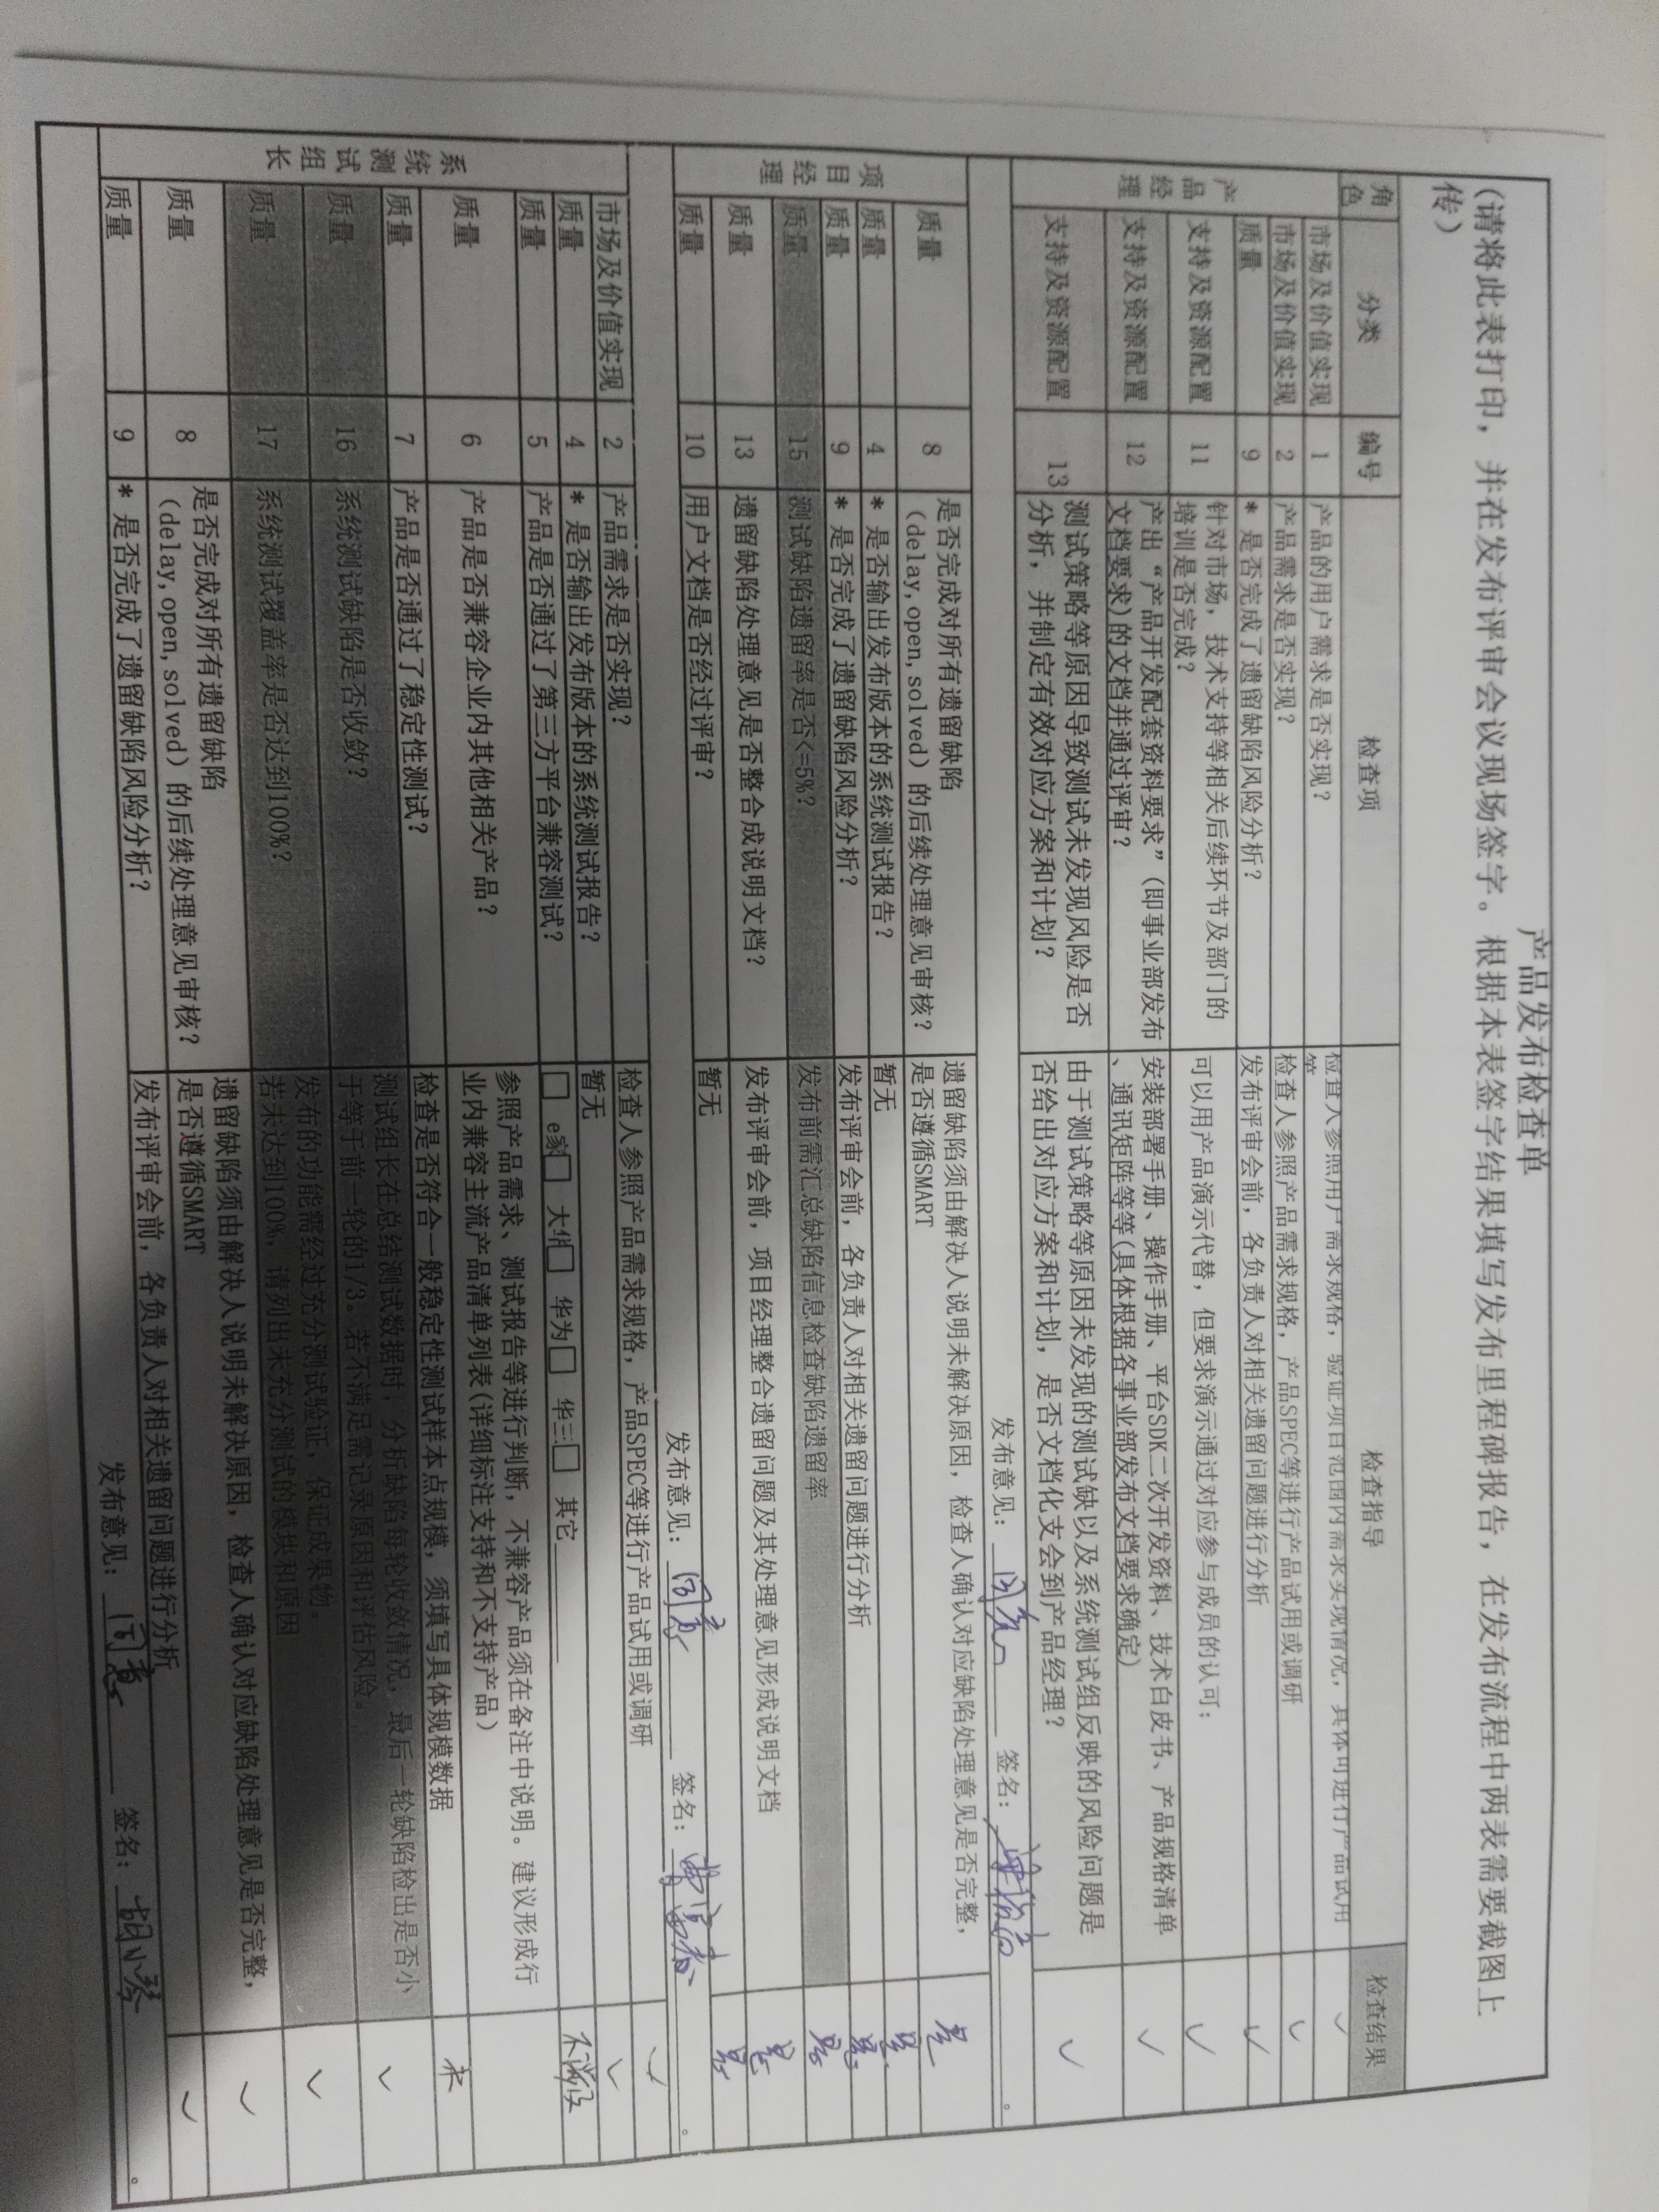 产品发布检查单
(请将此表打印，并在发布评审会议现场签字。根据本表签字结果填写发布里程碑报告，在发布流程中两表需要截图上
传)
角色 分类 编号 检查项 检查指导 检查结果
产品经理
市场及价值实现 1 产品的用户需求是否实现？ 检查人参照用户需求规格，验证项目范围内需求实现情况，具体可进行产品试用
等 ✓
市场及价值实现 2 产品需求是否实现？ 检查人参照产品需求规格，产品SPEC等进行产品试用或调研 ✓
质量 9 * 是否完成了遗留缺陷风险分析？ 发布评审会前，各负责人对相关遗留问题进行分析 ✓
支持及资源配置 11 针对市场，技术支持等相关后续环节及部门的
培训是否完成？ 可以用产品演示代替，但要求演示通过对应参与成员的认可； ✓
支持及资源配置 12 产出“产品开发配套资料要求”(即事业部发布
文档要求)的文档并通过评审？ 安装部署手册、操作手册、平台SDK二次开发资料、技术白皮书、产品规格清单
、通讯矩阵等等(具体根据各事业部发布文档要求确定) ✓
支持及资源配置 13 测试策略等原因导致测试未发现风险是否
分析，并制定有效对应方案和计划？ 由于测试策略等原因未发现的测试缺以及系统测试组反映的风险问题是
否给出对应方案和计划，是否文档化支会到产品经理？ ✓
发布意见： 同意 签名： 。
项目经理
质量 8 是否完成对所有遗留缺陷
(delay,open,solved)的后续处理意见审核？ 遗留缺陷须由解决人说明未解决原因，检查人确认对应缺陷处理意见是否完整，
是否遵循SMART 是
质量 4 * 是否输出发布版本的系统测试报告？ 暂无 是
质量 9 * 是否完成了遗留缺陷风险分析？ 发布评审会前，各负责人对相关遗留问题进行分析 是
质量 15 测试缺陷遗留率是否<=5%? 发布前需汇总缺陷信息检查缺陷遗留率 是
质量 13 遗留缺陷处理意见是否整合成说明文档？ 发布评审会前，项目经理整合遗留问题及其处理意见形成说明文档 是
质量 10 用户文档是否经过评审？ 暂无 是
发布意见： 同意 签名： 。
系统测试组长
市场及价值实现 2 产品需求是否实现？ 检查人参照产品需求规格，产品SPEC等进行产品试用或调研 ✓
质量 4 * 是否输出发布版本的系统测试报告？ 暂无 ✓
质量 5 产品是否通过了第三方平台兼容测试？ □ e家□ 大华□ 华为□ 华三□ 其它 不涉及
质量 6 产品是否兼容企业内其他相关产品？ 参照产品需求、测试报告等进行判断，不兼容产品须在备注中说明。建议形成行
业内兼容主流产品清单列表(详细标注支持和不支持产品)
质量 7 产品是否通过了稳定性测试？ 检查是否符合一般稳定性测试样本点规模，须填写具体规模数据
质量 16 系统测试缺陷是否收敛？ 测试组长在总结测试数据时，分析缺陷每轮收敛情况，最后一轮缺陷检出是否小
于等于前一轮的1/3。若不满足需记录原因和评估风险。 ✓
质量 17 系统测试覆盖率是否达到100%？ 发布的功能需经过充分测试验证，保证成果物。
若未达到100%，请列出未充分测试的模块和原因 ✓
质量 8 是否完成对所有遗留缺陷
(delay,open,solved)的后续处理意见审核？ 遗留缺陷须由解决人说明未解决原因，检查人确认对应缺陷处理意见是否完整，
是否遵循SMART ✓
质量 9 * 是否完成了遗留缺陷风险分析？ 发布评审会前，各负责人对相关遗留问题进行分析 ✓
发布意见： 同意 签名： 胡小琴 。